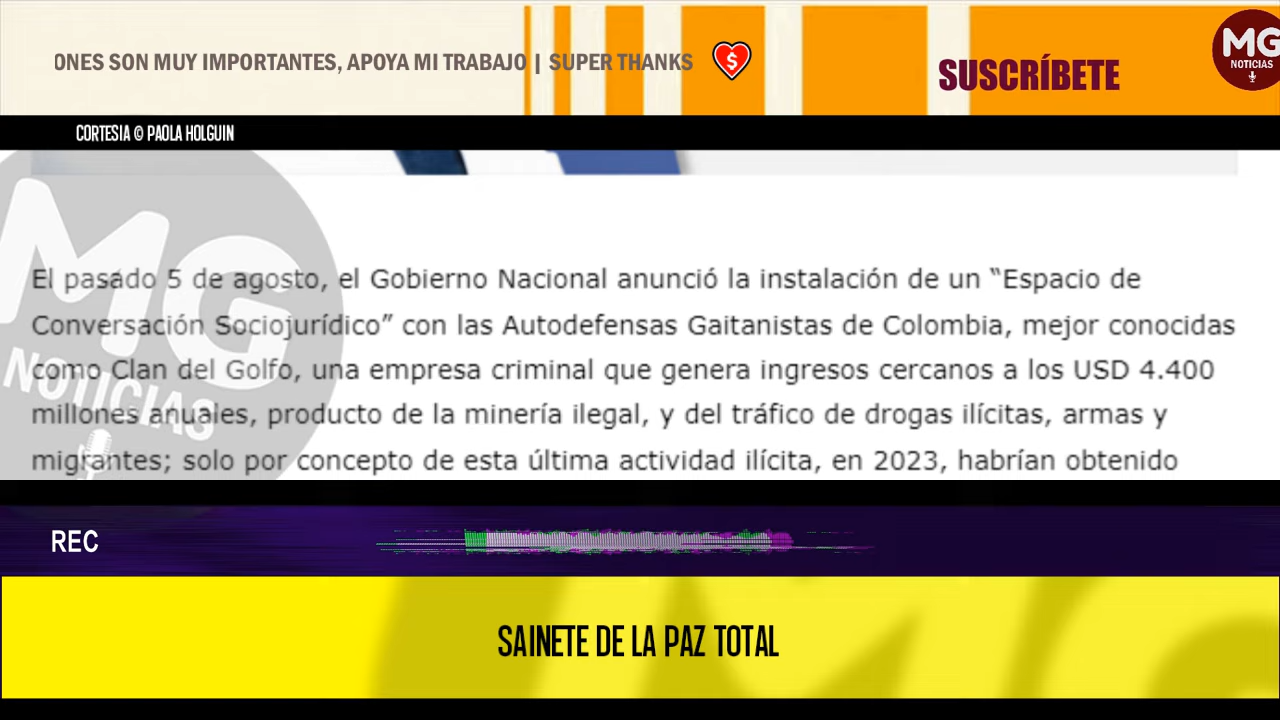 ONES SON MUY IMPORTANTES, APOYA MI TRABAJO | SUPER THANKS
SUSCRÍBETE
MG
NOTICIAS
CORTESIA © PAOLA HOLGUIN
MG
NOTICIAS
El pasado 5 de agosto, el Gobierno Nacional anunció la instalación de un “Espacio de
Conversación Sociojurídico” con las Autodefensas Gaitanistas de Colombia, mejor conocidas
como Clan del Golfo, una empresa criminal que genera ingresos cercanos a los USD 4.400
millones anuales, producto de la minería ilegal, y del tráfico de drogas ilícitas, armas y
migrantes; solo por concepto de esta última actividad ilícita, en 2023, habrían obtenido
REC
SAINETE DE LA PAZ TOTAL